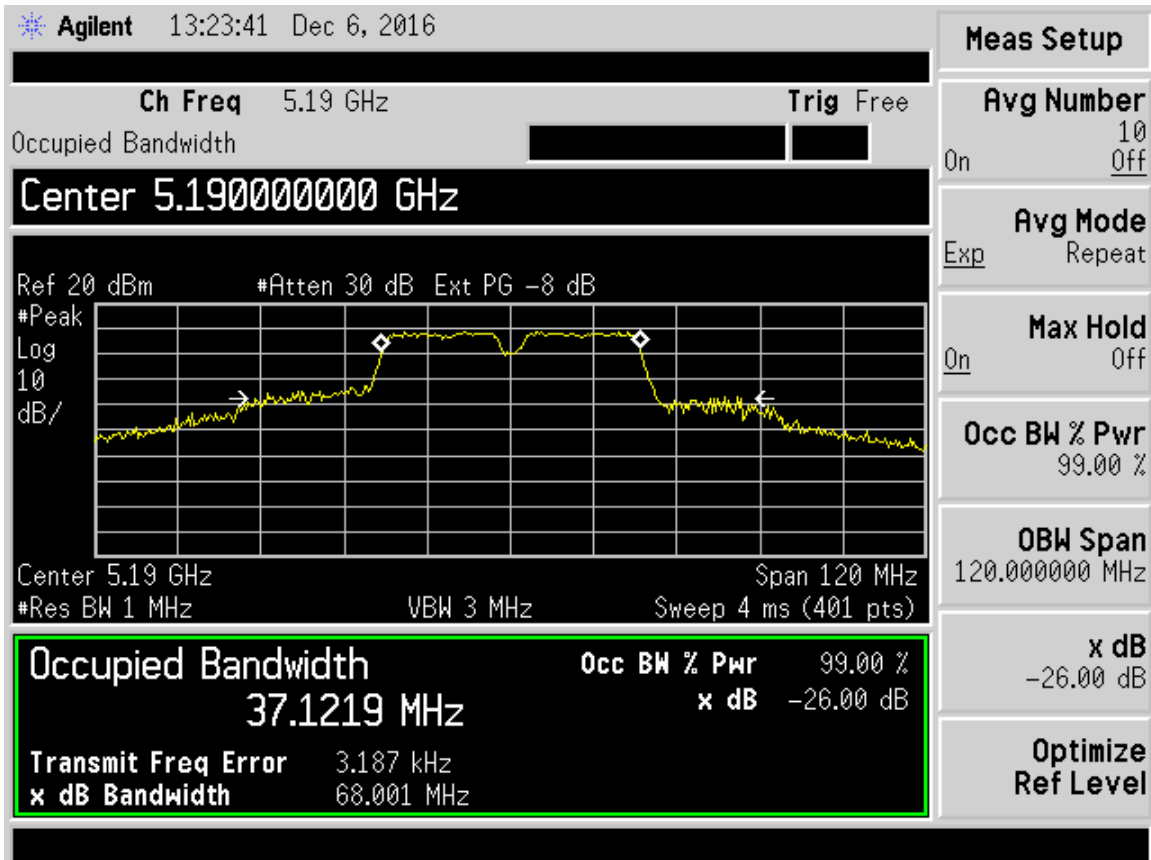 Agilent 13:23:41 Dec 6, 2016
Ch Freq 5.19 GHz Trig Free
Occupied Bandwidth
Center 5.190000000 GHz
Ref 20 dBm #Atten 30 dB Ext PG -8 dB
#Peak
Log
10
dB/
Center 5.19 GHz Span 120 MHz
#Res BW 1 MHz VBW 3 MHz Sweep 4 ms (401 pts)
Occupied Bandwidth Occ BW % Pwr 99.00 %
37.1219 MHz x dB -26.00 dB
Transmit Freq Error 3.187 kHz
x dB Bandwidth 68.001 MHz
Meas Setup
Avg Number
10
On Off
Avg Mode
Exp Repeat
Max Hold
On Off
Occ BW % Pwr
99.00 %
OBW Span
120.000000 MHz
x dB
-26.00 dB
Optimize
Ref Level